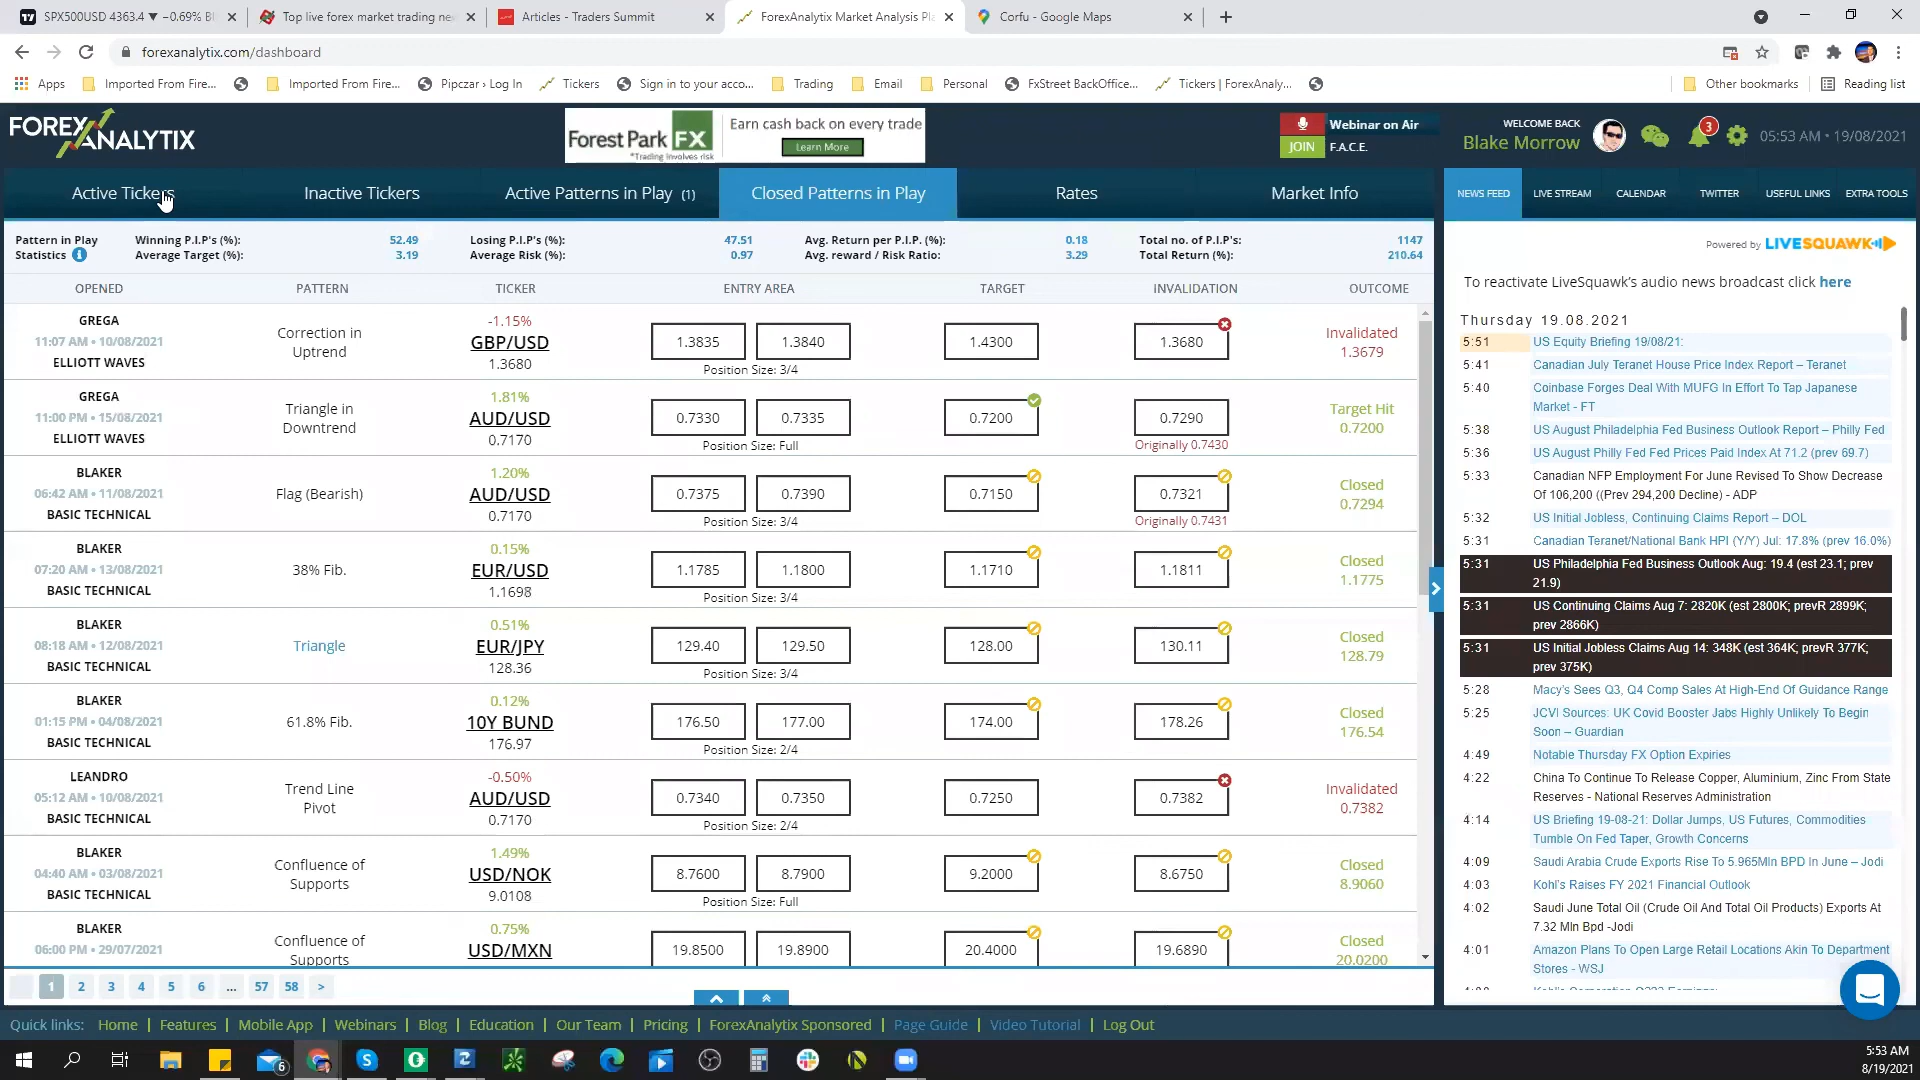 SPX500USD 4363.4 ▼ −0.69% Bl
Top live forex market trading ne
Articles - Traders Summit
ForexAnalytix Market Analysis Pla
Corfu - Google Maps
forexanalytix.com/dashboard
Apps
Imported From Fire...
Imported From Fire...
Pipczar › Log In
Tickers
Sign in to your acco...
Trading
Email
Personal
FxStreet BackOffice...
Tickers | ForexAnaly...
Other bookmarks
Reading list
FOREX ANALYTIX
Forest Park FX
*Trading involves risk
Earn cash back on every trade
Learn More
Webinar on Air
JOIN F.A.C.E.
WELCOME BACK
Blake Morrow
3
05:53 AM • 19/08/2021
Active Tickers
Inactive Tickers
Active Patterns in Play (1)
Closed Patterns in Play
Rates
Market Info
NEWS FEED
LIVE STREAM
CALENDAR
TWITTER
USEFUL LINKS
EXTRA TOOLS
Pattern in Play Statistics
Winning P.I.P's (%): 52.49
Average Target (%): 3.19
Losing P.I.P's (%): 47.51
Average Risk (%): 0.97
Avg. Return per P.I.P. (%): 0.18
Avg. reward / Risk Ratio: 3.29
Total no. of P.I.P's: 1147
Total Return (%): 210.64
OPENED PATTERN TICKER ENTRY AREA TARGET INVALIDATION OUTCOME
GREGA
11:07 AM • 10/08/2021
ELLIOTT WAVES
Correction in
Uptrend
-1.15%
GBP/USD
1.3680
1.3835 1.3840
Position Size: 3/4
1.4300
1.3680
Invalidated
1.3679
GREGA
11:00 PM • 15/08/2021
ELLIOTT WAVES
Triangle in
Downtrend
1.81%
AUD/USD
0.7170
0.7330 0.7335
Position Size: Full
0.7200
0.7290
Originally 0.7430
Target Hit
0.7200
BLAKER
06:42 AM • 11/08/2021
BASIC TECHNICAL
Flag (Bearish)
1.20%
AUD/USD
0.7170
0.7375 0.7390
Position Size: 3/4
0.7150
0.7321
Originally 0.7431
Closed
0.7294
BLAKER
07:20 AM • 13/08/2021
BASIC TECHNICAL
38% Fib.
0.15%
EUR/USD
1.1698
1.1785 1.1800
Position Size: 3/4
1.1710
1.1811
Closed
1.1775
BLAKER
08:18 AM • 12/08/2021
BASIC TECHNICAL
Triangle
0.51%
EUR/JPY
128.36
129.40 129.50
Position Size: 3/4
128.00
130.11
Closed
128.79
BLAKER
01:15 PM • 04/08/2021
BASIC TECHNICAL
61.8% Fib.
0.12%
10Y BUND
176.97
176.50 177.00
Position Size: 2/4
174.00
178.26
Closed
176.54
LEANDRO
05:12 AM • 10/08/2021
BASIC TECHNICAL
Trend Line
Pivot
-0.50%
AUD/USD
0.7170
0.7340 0.7350
Position Size: 2/4
0.7250
0.7382
Invalidated
0.7382
BLAKER
04:40 AM • 03/08/2021
BASIC TECHNICAL
Confluence of
Supports
1.49%
USD/NOK
9.0108
8.7600 8.7900
Position Size: Full
9.2000
8.6750
Closed
8.9060
BLAKER
06:00 PM • 29/07/2021
Confluence of
Supports
0.75%
USD/MXN
19.8500 19.8900
20.4000
19.6890
Closed
20.0200
1 2 3 4 5 6 ... 57 58 >
Powered by LIVESQUAWK
To reactivate LiveSquawk's audio news broadcast click here
Thursday 19.08.2021
5:51 US Equity Briefing 19/08/21:
5:41 Canadian July Teranet House Price Index Report – Teranet
5:40 Coinbase Forges Deal With MUFG In Effort To Tap Japanese
Market - FT
5:38 US August Philadelphia Fed Business Outlook Report – Philly Fed
5:36 US August Philly Fed Fed Prices Paid Index At 71.2 (prev 69.7)
5:33 Canadian NFP Employment For June Revised To Show Decrease
Of 106,200 ((Prev 294,200 Decline) - ADP
5:32 US Initial Jobless, Continuing Claims Report – DOL
5:31 Canadian Teranet/National Bank HPI (Y/Y) Jul: 17.8% (prev 16.0%)
5:31 US Philadelphia Fed Business Outlook Aug: 19.4 (est 23.1; prev
21.9)
5:31 US Continuing Claims Aug 7: 2820K (est 2800K; prevR 2899K;
prev 2866K)
5:31 US Initial Jobless Claims Aug 14: 348K (est 364K; prevR 377K;
prev 375K)
5:28 Macy's Sees Q3, Q4 Comp Sales At High-End Of Guidance Range
5:25 JCVI Sources: UK Covid Booster Jabs Highly Unlikely To Begin
Soon – Guardian
4:49 Notable Thursday FX Option Expiries
4:22 China To Continue To Release Copper, Aluminium, Zinc From State
Reserves - National Reserves Administration
4:14 US Briefing 19-08-21: Dollar Jumps, US Futures, Commodities
Tumble On Fed Taper, Growth Concerns
4:09 Saudi Arabia Crude Exports Rise To 5.965Mln BPD In June – Jodi
4:03 Kohl's Raises FY 2021 Financial Outlook
4:02 Saudi June Total Oil (Crude Oil And Total Oil Products) Exports At
7.32 Mln Bpd -Jodi
4:01 Amazon Plans To Open Large Retail Locations Akin To Department
Stores - WSJ
Quick links: Home | Features | Mobile App | Webinars | Blog | Education | Our Team | Pricing | ForexAnalytix Sponsored | Page Guide | Video Tutorial | Log Out
6
5:53 AM
8/19/2021